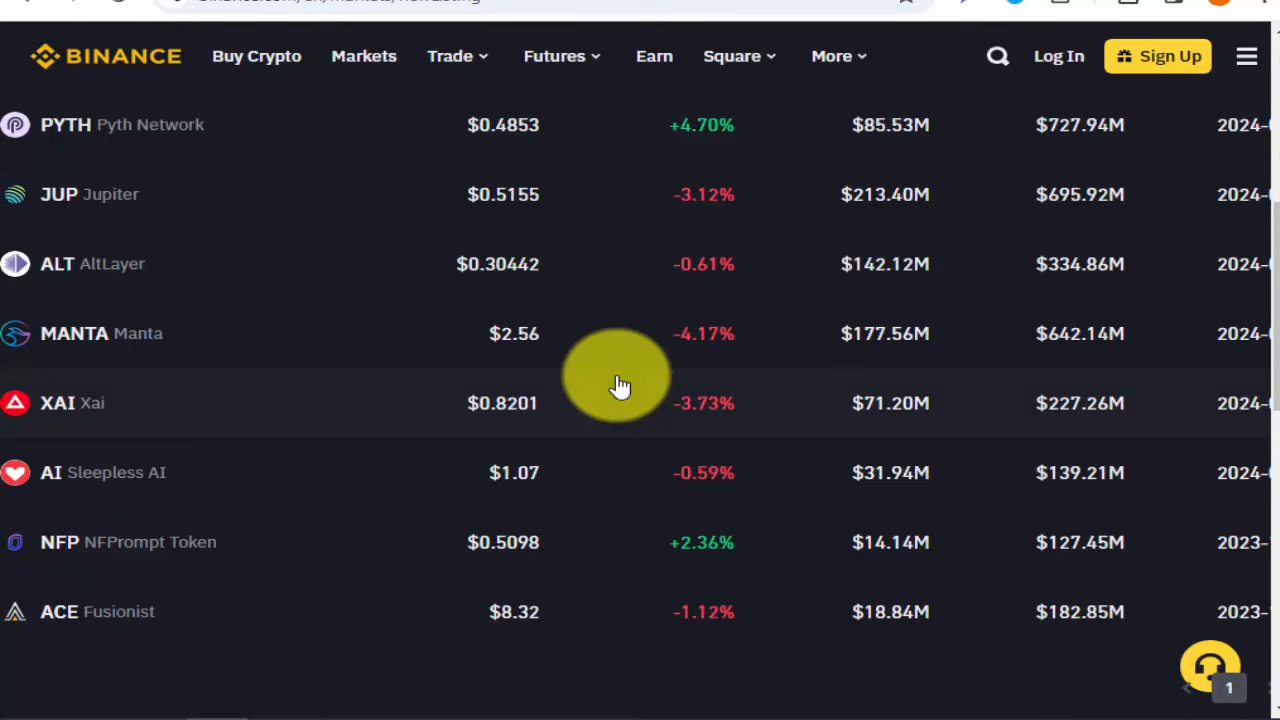 BINANCE Buy Crypto Markets Trade Futures Earn Square More Log In Sign Up
PYTH Pyth Network $0.4853 +4.70% $85.53M $727.94M 2024-
JUP Jupiter $0.5155 -3.12% $213.40M $695.92M 2024-
ALT AltLayer $0.30442 -0.61% $142.12M $334.86M 2024-
MANTA Manta $2.56 -4.17% $177.56M $642.14M 2024-
XAI Xai $0.8201 -3.73% $71.20M $227.26M 2024-
AI Sleepless AI $1.07 -0.59% $31.94M $139.21M 2024-
NFP NFPrompt Token $0.5098 +2.36% $14.14M $127.45M 2023-
ACE Fusionist $8.32 -1.12% $18.84M $182.85M 2023-
1